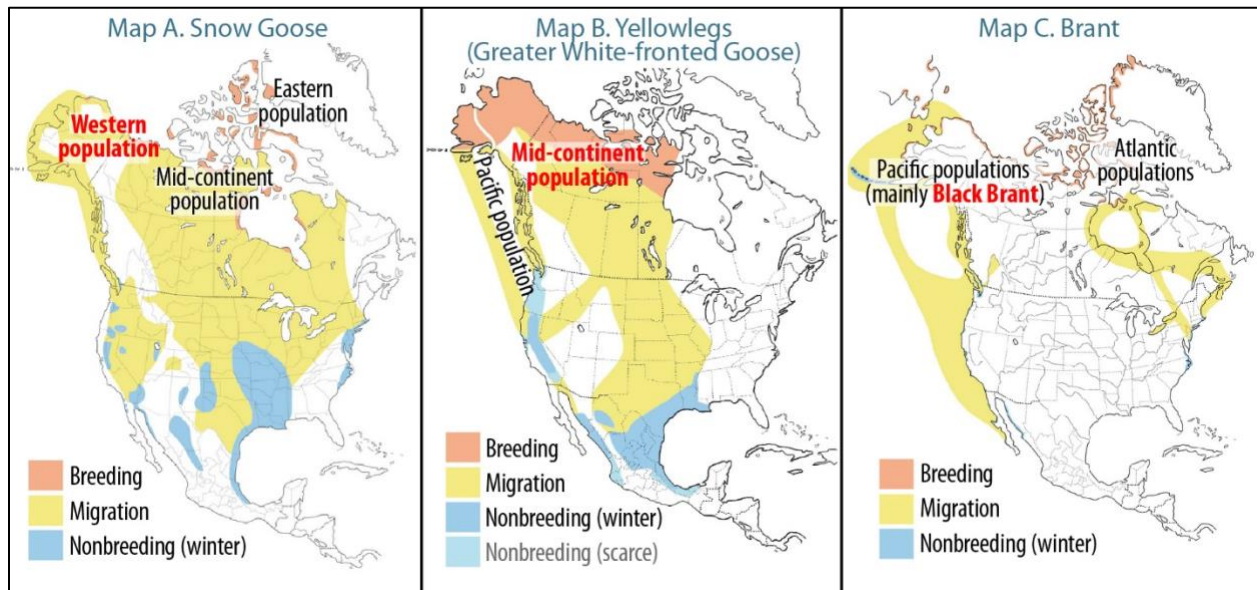 Map A. Snow Goose
Eastern
population
Western
population
Mid-continent
population
Breeding
Migration
Nonbreeding (winter)
Map B. Yellowlegs
(Greater White-fronted Goose)
Mid-continent
population
Pacific population
Breeding
Migration
Nonbreeding (winter)
Nonbreeding (scarce)
Map C. Brant
Atlantic
populations
Pacific populations
(mainly Black Brant)
Breeding
Migration
Nonbreeding (winter)